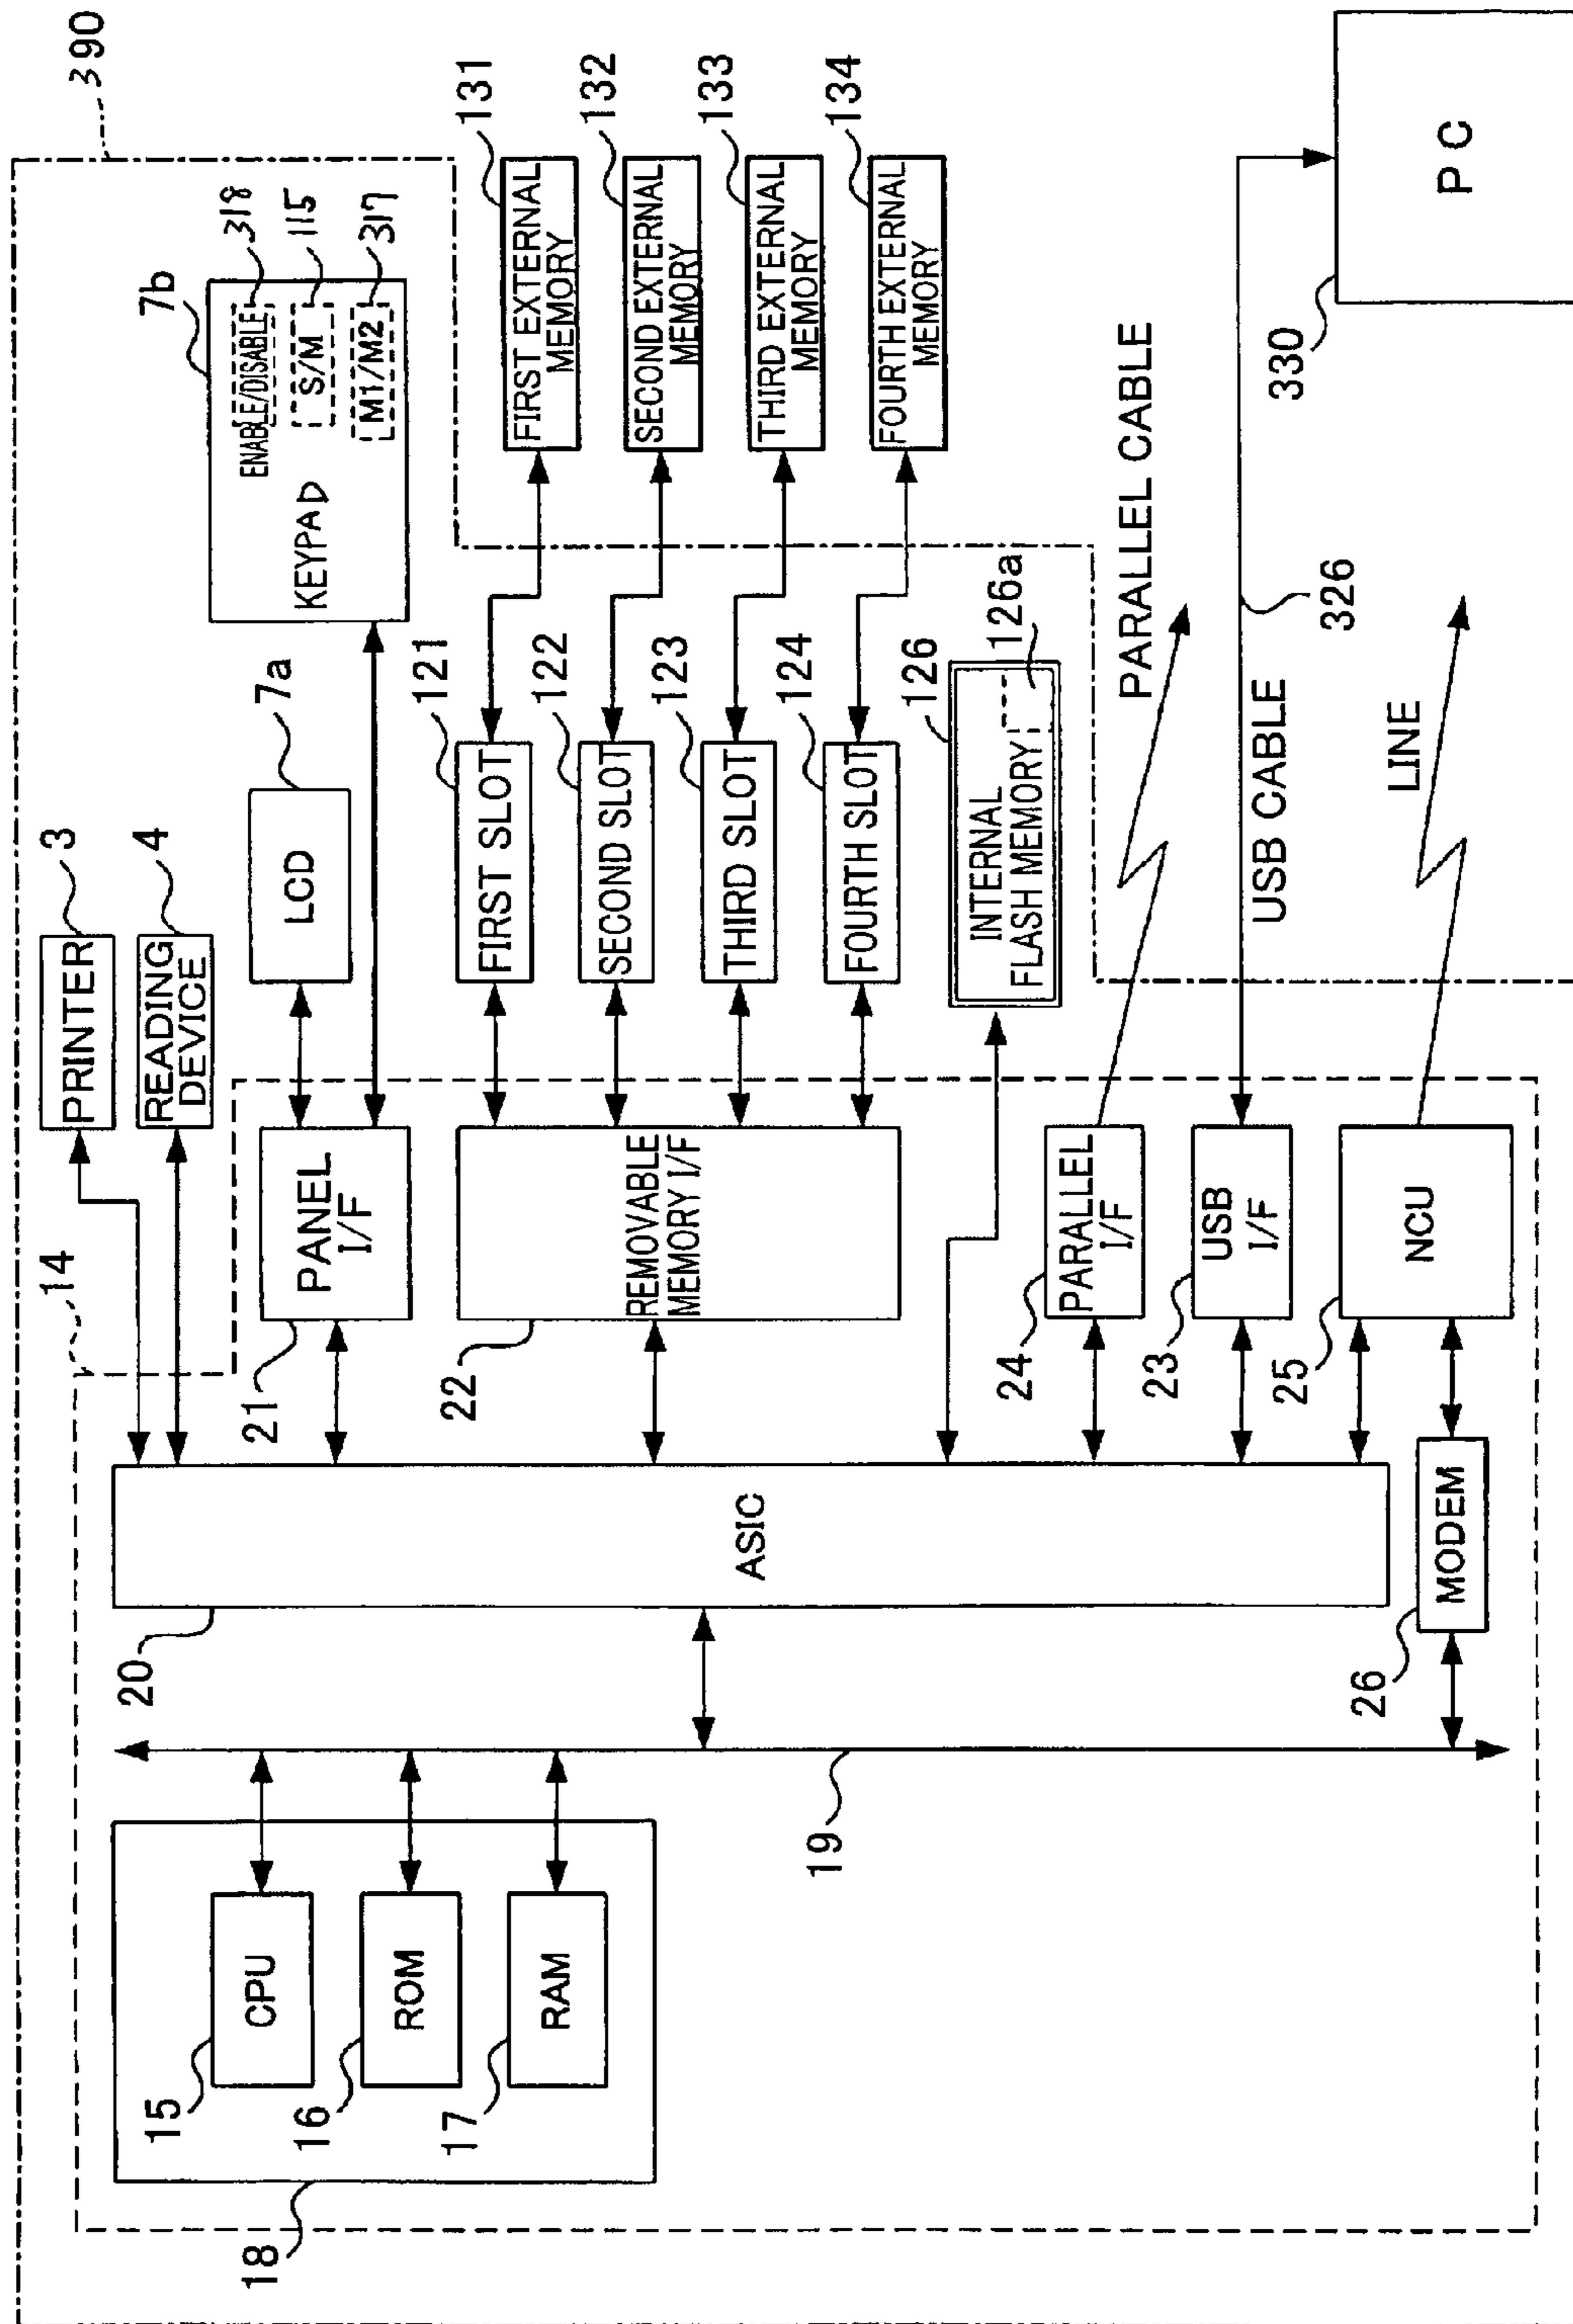 390
14
3
PRINTER
4
READING
DEVICE
7a
LCD
7b
KEYPAD
ENABLE/DISABLE
318
S/M
115
M1/M2
317
21
PANEL
I/F
22
REMOVABLE
MEMORY I/F
121
FIRST SLOT
122
SECOND SLOT
123
THIRD SLOT
124
FOURTH SLOT
131
FIRST EXTERNAL
MEMORY
132
SECOND EXTERNAL
MEMORY
133
THIRD EXTERNAL
MEMORY
134
FOURTH EXTERNAL
MEMORY
126
INTERNAL
FLASH MEMORY
126a
24
PARALLEL
I/F
PARALLEL CABLE
23
USB
I/F
USB CABLE
326
330
PC
25
NCU
LINE
26
MODEM
20
ASIC
19
18
15
CPU
16
ROM
17
RAM